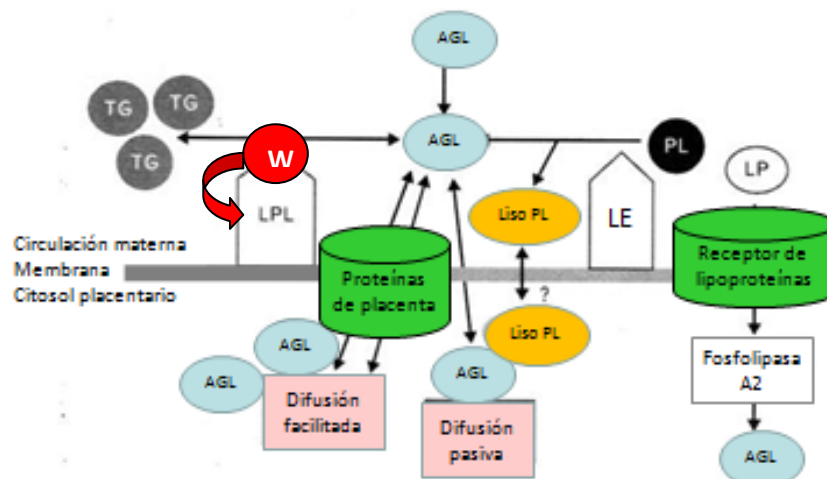 AGL
TG
TG
TG
W
AGL
PL
LP
LPL
Liso PL
LE
Circulación materna
Membrana
Citosol placentario
Proteínas
de placenta
Receptor de
lipoproteínas
?
Liso PL
AGL
AGL
AGL
Difusión
facilitada
Difusión
pasiva
Fosfolipasa
A2
AGL